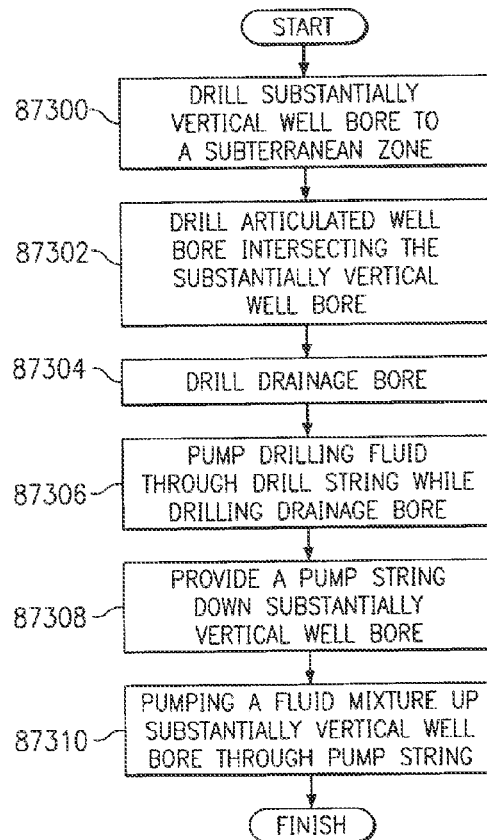 START
87300
DRILL SUBSTANTIALLY
VERTICAL WELL BORE TO
A SUBTERRANEAN ZONE
87302
DRILL ARTICULATED WELL
BORE INTERSECTING THE
SUBSTANTIALLY VERTICAL
WELL BORE
87304
DRILL DRAINAGE BORE
87306
PUMP DRILLING FLUID
THROUGH DRILL STRING WHILE
DRILLING DRAINAGE BORE
87308
PROVIDE A PUMP STRING
DOWN SUBSTANTIALLY
VERTICAL WELL BORE
87310
PUMPING A FLUID MIXTURE UP
SUBSTANTIALLY VERTICAL WELL
BORE THROUGH PUMP STRING
FINISH